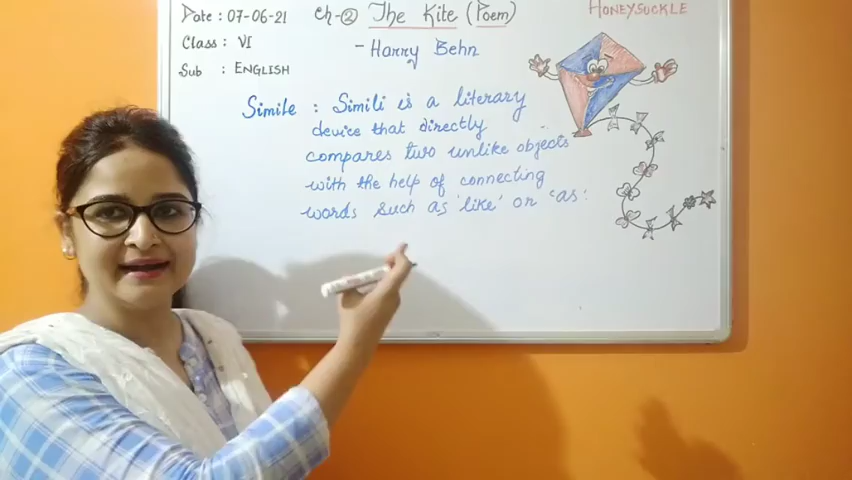 Date : 07-06-21
Ch-② The Kite (Poem)
HONEYSUCKLE
Class : VI
- Harry Behn
Sub : ENGLISH
Simile : Simili is a literary
device that directly
compares two unlike objects
with the help of connecting
words such as 'like' or 'as'.